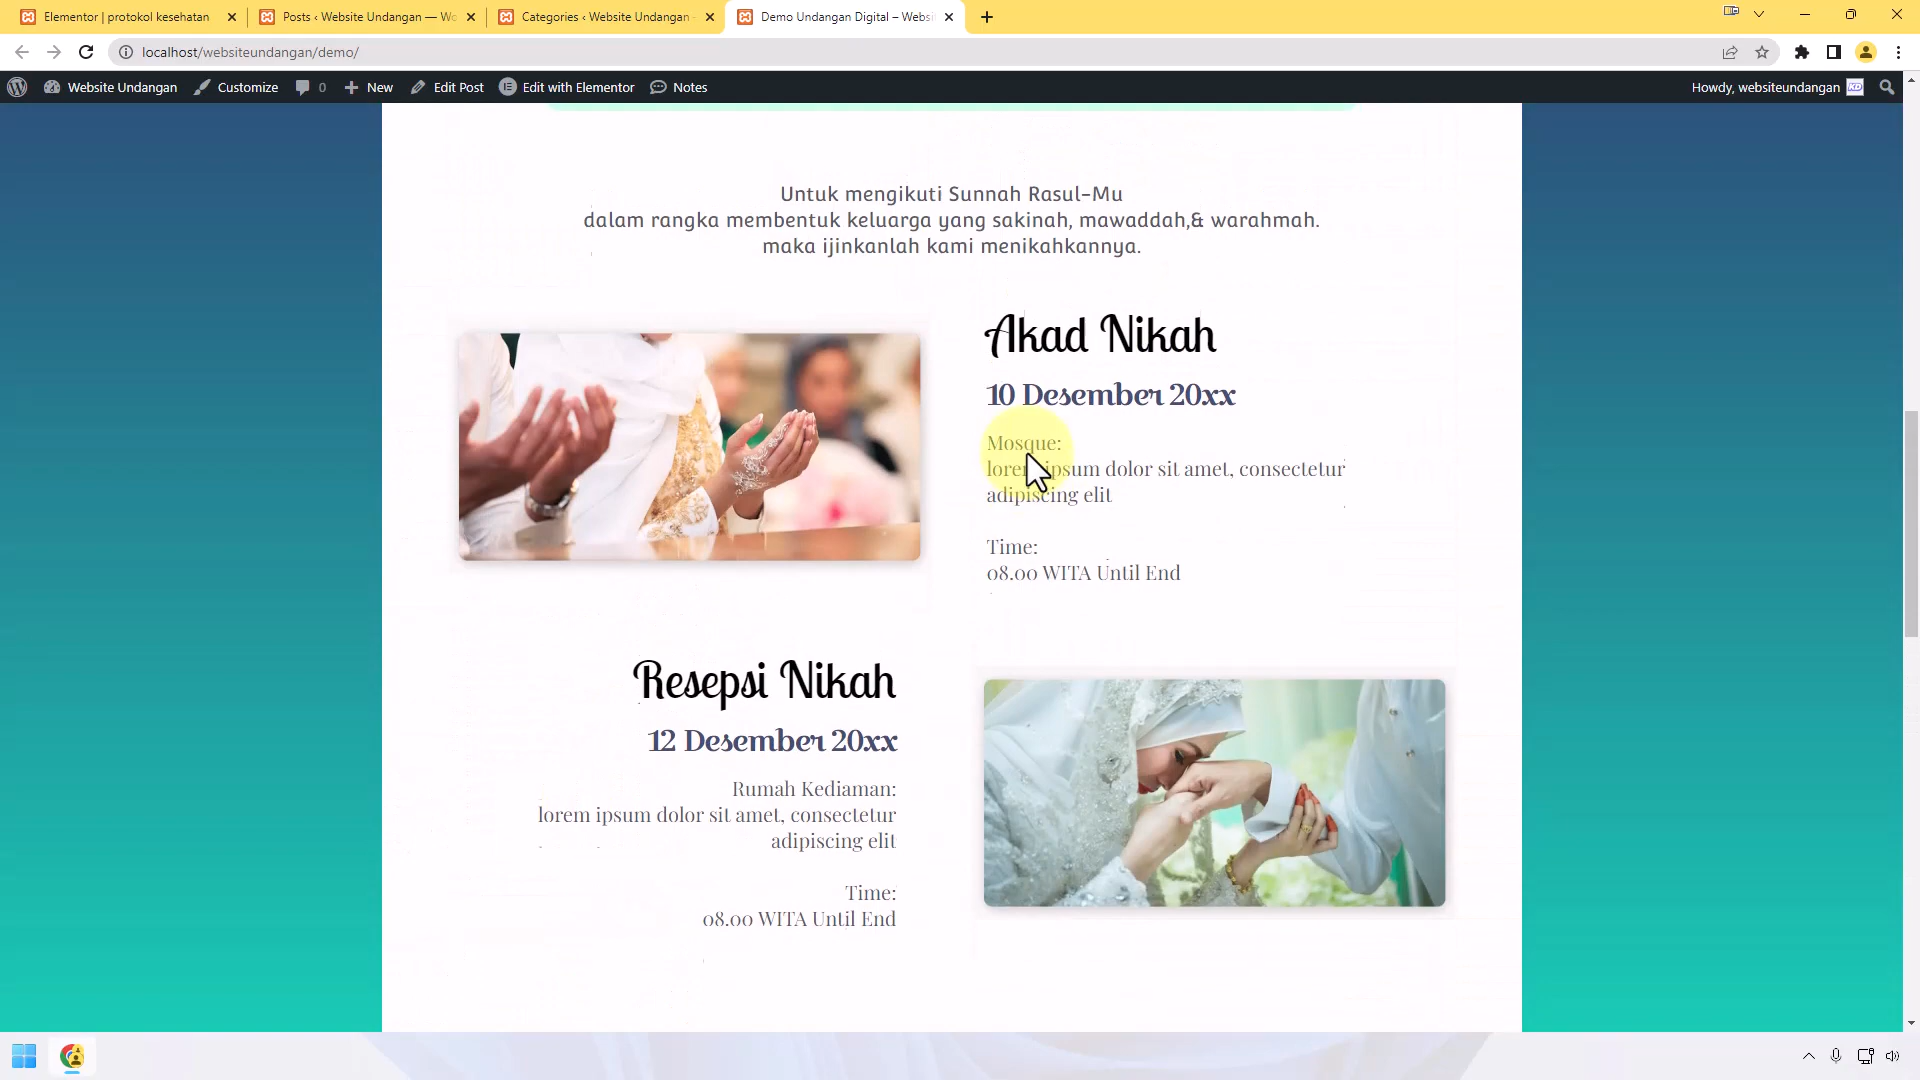 Elementor | protokol kesehatan
Posts ‹ Website Undangan — Wo
Categories ‹ Website Undangan
Demo Undangan Digital – Websi
localhost/websiteundangan/demo/
Website Undangan
Customize
0
New
Edit Post
Edit with Elementor
Notes
Howdy, websiteundangan
KD
Untuk mengikuti Sunnah Rasul-Mu
dalam rangka membentuk keluarga yang sakinah, mawaddah,& warahmah.
maka ijinkanlah kami menikahkannya.
Akad Nikah
10 Desember 20xx
Mosque:
lorem ipsum dolor sit amet, consectetur
adipiscing elit
Time:
08.00 WITA Until End
Resepsi Nikah
12 Desember 20xx
Rumah Kediaman:
lorem ipsum dolor sit amet, consectetur
adipiscing elit
Time:
08.00 WITA Until End